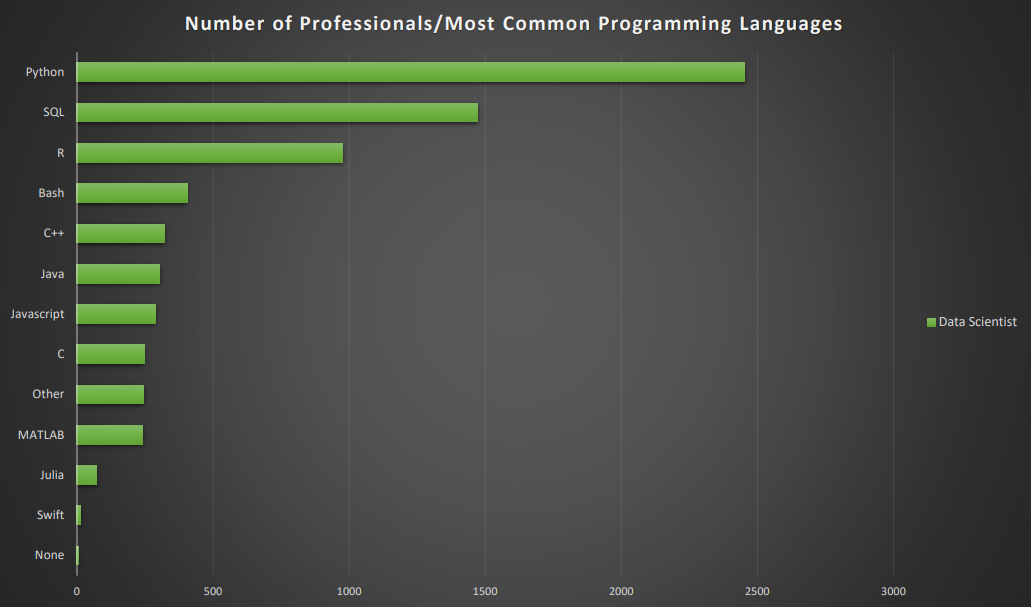 Number of Professionals/Most Common Programming Languages
Python
SQL
R
Bash
C++
Java
Javascript
C
Other
MATLAB
Julia
Swift
None
0 500 1000 1500 2000 2500 3000
Data Scientist